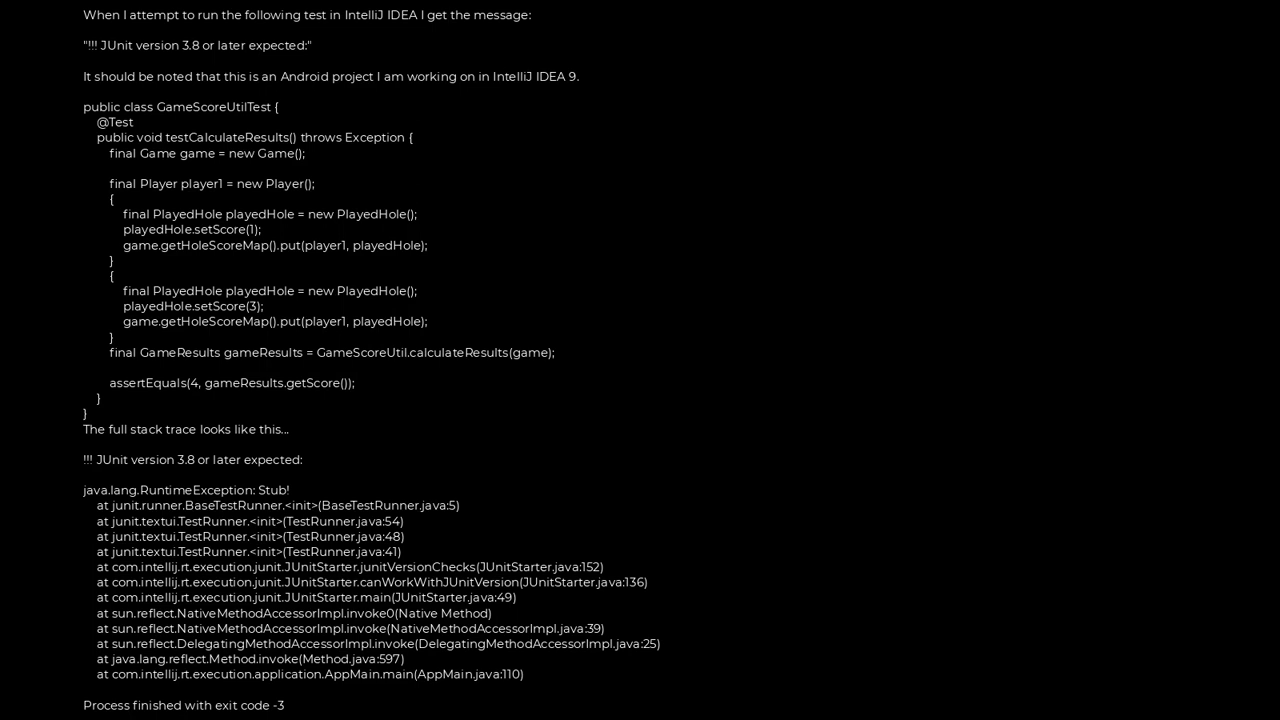 When I attempt to run the following test in IntelliJ IDEA I get the message:
"!!! JUnit version 3.8 or later expected:"
It should be noted that this is an Android project I am working on in IntelliJ IDEA 9.
public class GameScoreUtilTest {
@Test
public void testCalculateResults() throws Exception {
final Game game = new Game();
final Player player1 = new Player();
{
final PlayedHole playedHole = new PlayedHole();
playedHole.setScore(1);
game.getHoleScoreMap().put(player1, playedHole);
}
{
final PlayedHole playedHole = new PlayedHole();
playedHole.setScore(3);
game.getHoleScoreMap().put(player1, playedHole);
}
final GameResults gameResults = GameScoreUtil.calculateResults(game);
assertEquals(4, gameResults.getScore());
}
}
The full stack trace looks like this...
!!! JUnit version 3.8 or later expected:
java.lang.RuntimeException: Stub!
at junit.runner.BaseTestRunner.<init>(BaseTestRunner.java:5)
at junit.textui.TestRunner.<init>(TestRunner.java:54)
at junit.textui.TestRunner.<init>(TestRunner.java:48)
at junit.textui.TestRunner.<init>(TestRunner.java:41)
at com.intellij.rt.execution.junit.JUnitStarter.junitVersionChecks(JUnitStarter.java:152)
at com.intellij.rt.execution.junit.JUnitStarter.canWorkWithJUnitVersion(JUnitStarter.java:136)
at com.intellij.rt.execution.junit.JUnitStarter.main(JUnitStarter.java:49)
at sun.reflect.NativeMethodAccessorImpl.invoke0(Native Method)
at sun.reflect.NativeMethodAccessorImpl.invoke(NativeMethodAccessorImpl.java:39)
at sun.reflect.DelegatingMethodAccessorImpl.invoke(DelegatingMethodAccessorImpl.java:25)
at java.lang.reflect.Method.invoke(Method.java:597)
at com.intellij.rt.execution.application.AppMain.main(AppMain.java:110)
Process finished with exit code -3